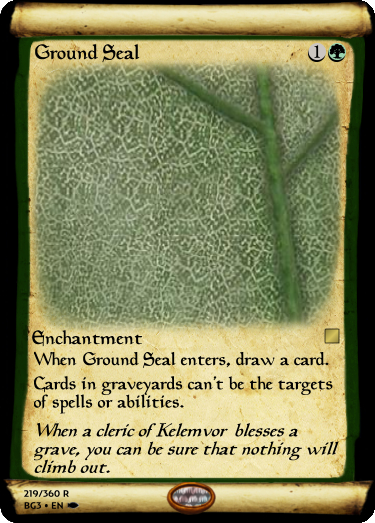 Ground Seal 1
Enchantment
When Ground Seal enters, draw a card.
Cards in graveyards can't be the targets
of spells or abilities.
When a cleric of Kelemvor blesses a
grave, you can be sure that nothing will
climb out.
219/360 R
BG3 • EN